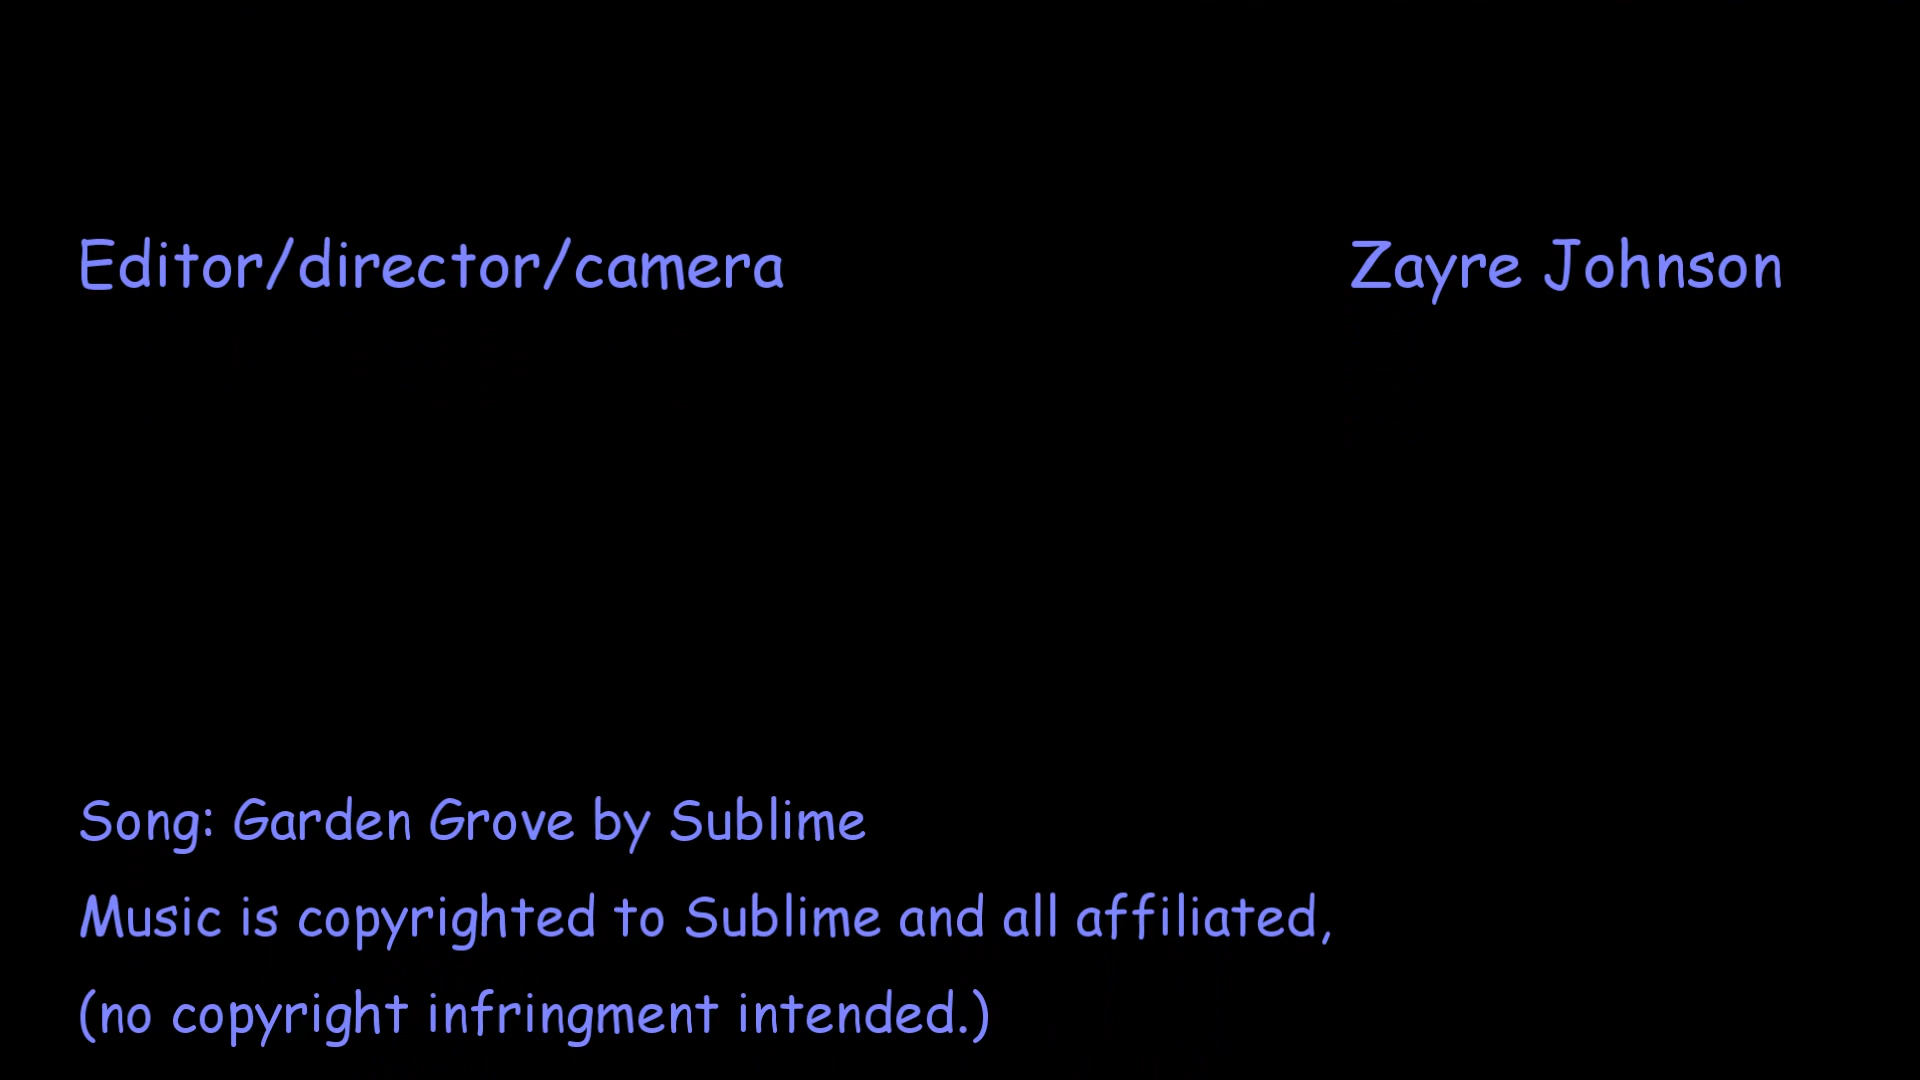 Editor/director/camera Zayre Johnson
Song: Garden Grove by Sublime
Music is copyrighted to Sublime and all affiliated,
(no copyright infringment intended.)